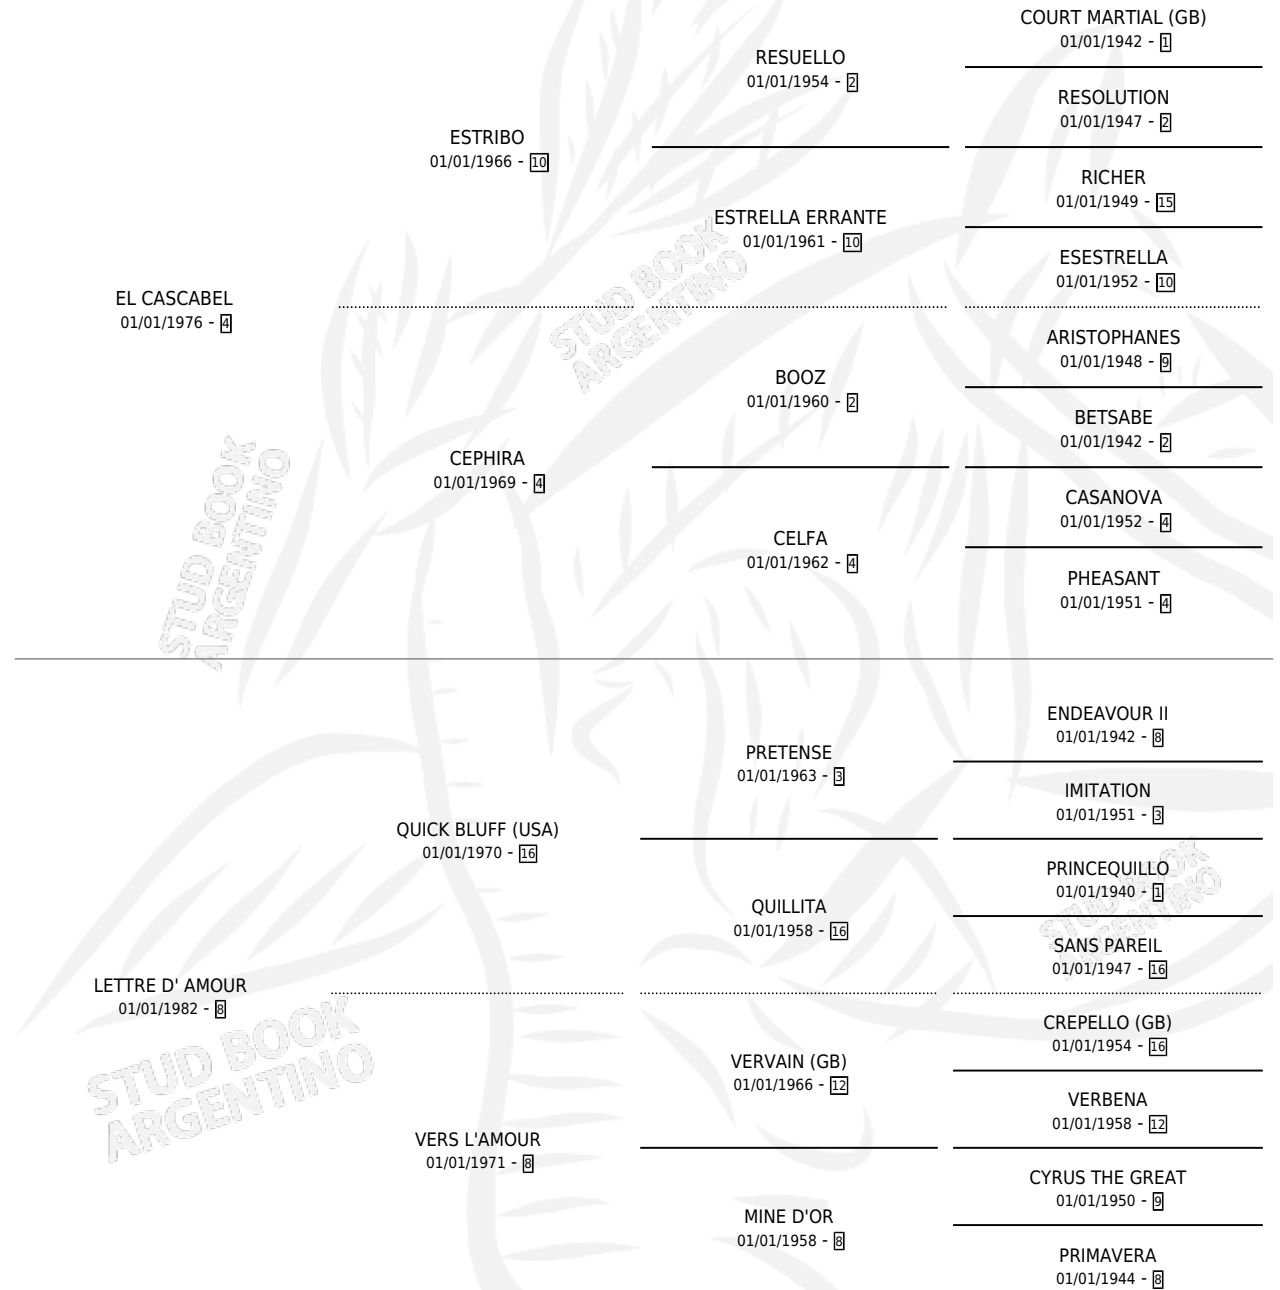 COURT MARTIAL (GB)
01/01/1942 - 1
RESUELLO
01/01/1954 - 2
RESOLUTION
01/01/1947 - 2
ESTRIBO
01/01/1966 - 10
RICHER
01/01/1949 - 15
ESTRELLA ERRANTE
01/01/1961 - 10
ESESTRELLA
01/01/1952 - 10
EL CASCABEL
01/01/1976 - 4
STUD BOOK
ARGENTINO
ARISTOPHANES
01/01/1948 - 9
BOOZ
01/01/1960 - 2
BETSABE
01/01/1942 - 2
CEPHIRA
01/01/1969 - 4
CASANOVA
01/01/1952 - 4
CELFA
01/01/1962 - 4
PHEASANT
01/01/1951 - 4
STUD BOOK
ARGENTINO
ENDEAVOUR II
01/01/1942 - 8
PRETENSE
01/01/1963 - 3
IMITATION
01/01/1951 - 3
QUICK BLUFF (USA)
01/01/1970 - 16
PRINCEQUILLO
01/01/1940 - 1
QUILLITA
01/01/1958 - 16
SANS PAREIL
01/01/1947 - 16
STUD BOOK
ARGENTINO
LETTRE D' AMOUR
01/01/1982 - 8
STUD BOOK
ARGENTINO
CREPELLO (GB)
01/01/1954 - 16
VERVAIN (GB)
01/01/1966 - 12
VERBENA
01/01/1958 - 12
VERS L'AMOUR
01/01/1971 - 8
CYRUS THE GREAT
01/01/1950 - 9
MINE D'OR
01/01/1958 - 8
PRIMAVERA
01/01/1944 - 8